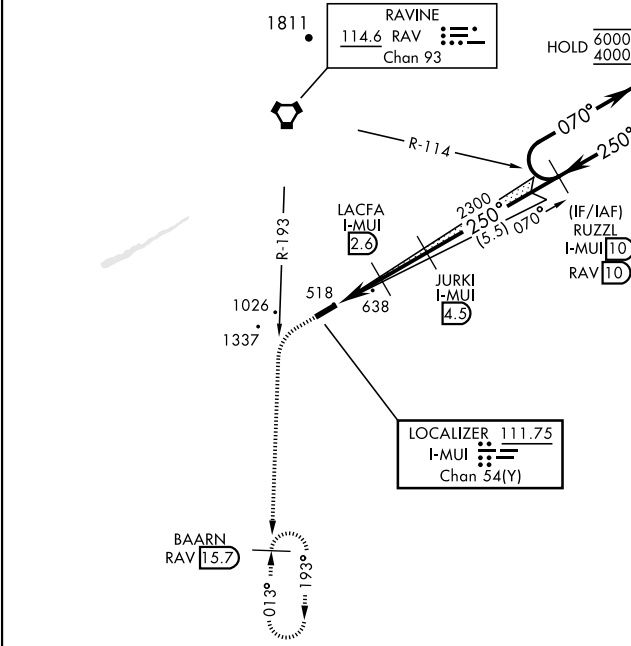 1811
RAVINE
114.6 RAV
Chan 93
HOLD 6000
4000
070°
250°
R-114
R-193
LACFA
I-MUI
2.6
2300
250°
(5.5)
070°
(IF/IAF)
RUZZL
I-MUI 10
RAV 10
JURKI
I-MUI
4.5
518
638
1026
1337
LOCALIZER 111.75
I-MUI
Chan 54(Y)
BAARN
RAV 15.7
013°
193°